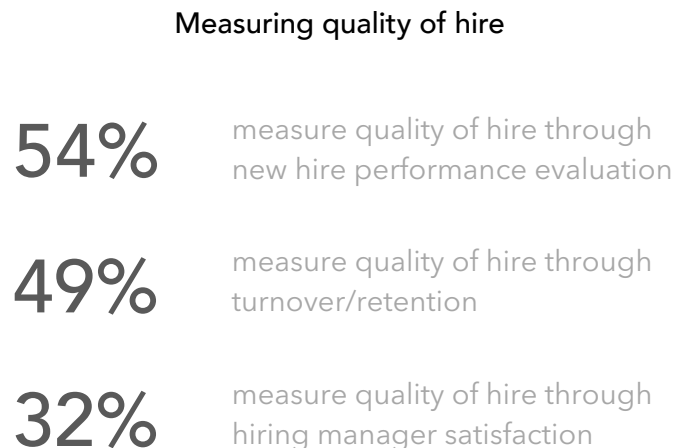 Measuring quality of hire
54%
measure quality of hire through
new hire performance evaluation
49%
measure quality of hire through
turnover/retention
32%
measure quality of hire through
hiring manager satisfaction